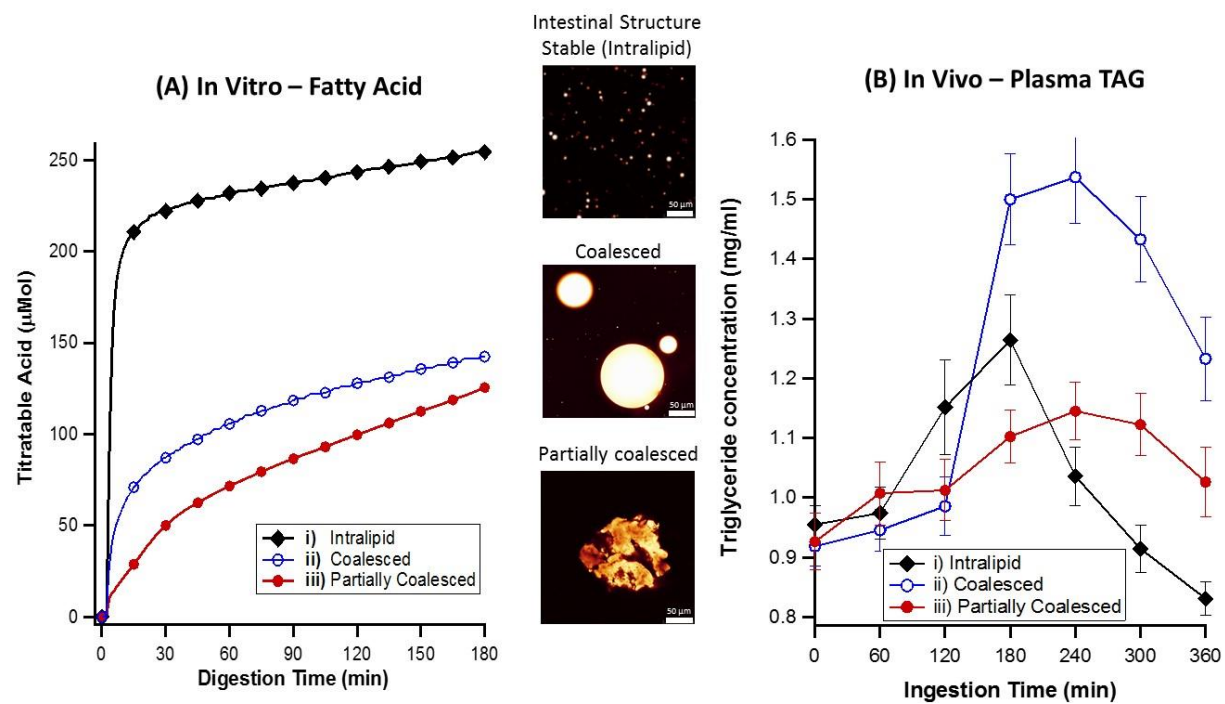 (A) In Vitro – Fatty Acid
Titratable Acid (µMol)
250
200
150
100
50
0
i) Intralipid
ii) Coalesced
iii) Partially Coalesced
0 30 60 90 120 150 180
Digestion Time (min)
Intestinal Structure
Stable (Intralipid)
50 µm
Coalesced
50 µm
Partially coalesced
50 µm
(B) In Vivo – Plasma TAG
Triglyceride concentration (mg/ml)
1.6
1.5
1.4
1.3
1.2
1.1
1.0
0.9
0.8
i) Intralipid
ii) Coalesced
iii) Partially Coalesced
0 60 120 180 240 300 360
Ingestion Time (min)